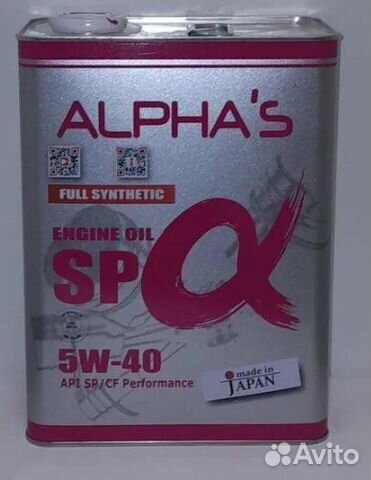 ALPHA'S
FULL SYNTHETIC
ENGINE OIL
SP α
5W-40
API SP/CF Performance
made in
JAPAN
Avito